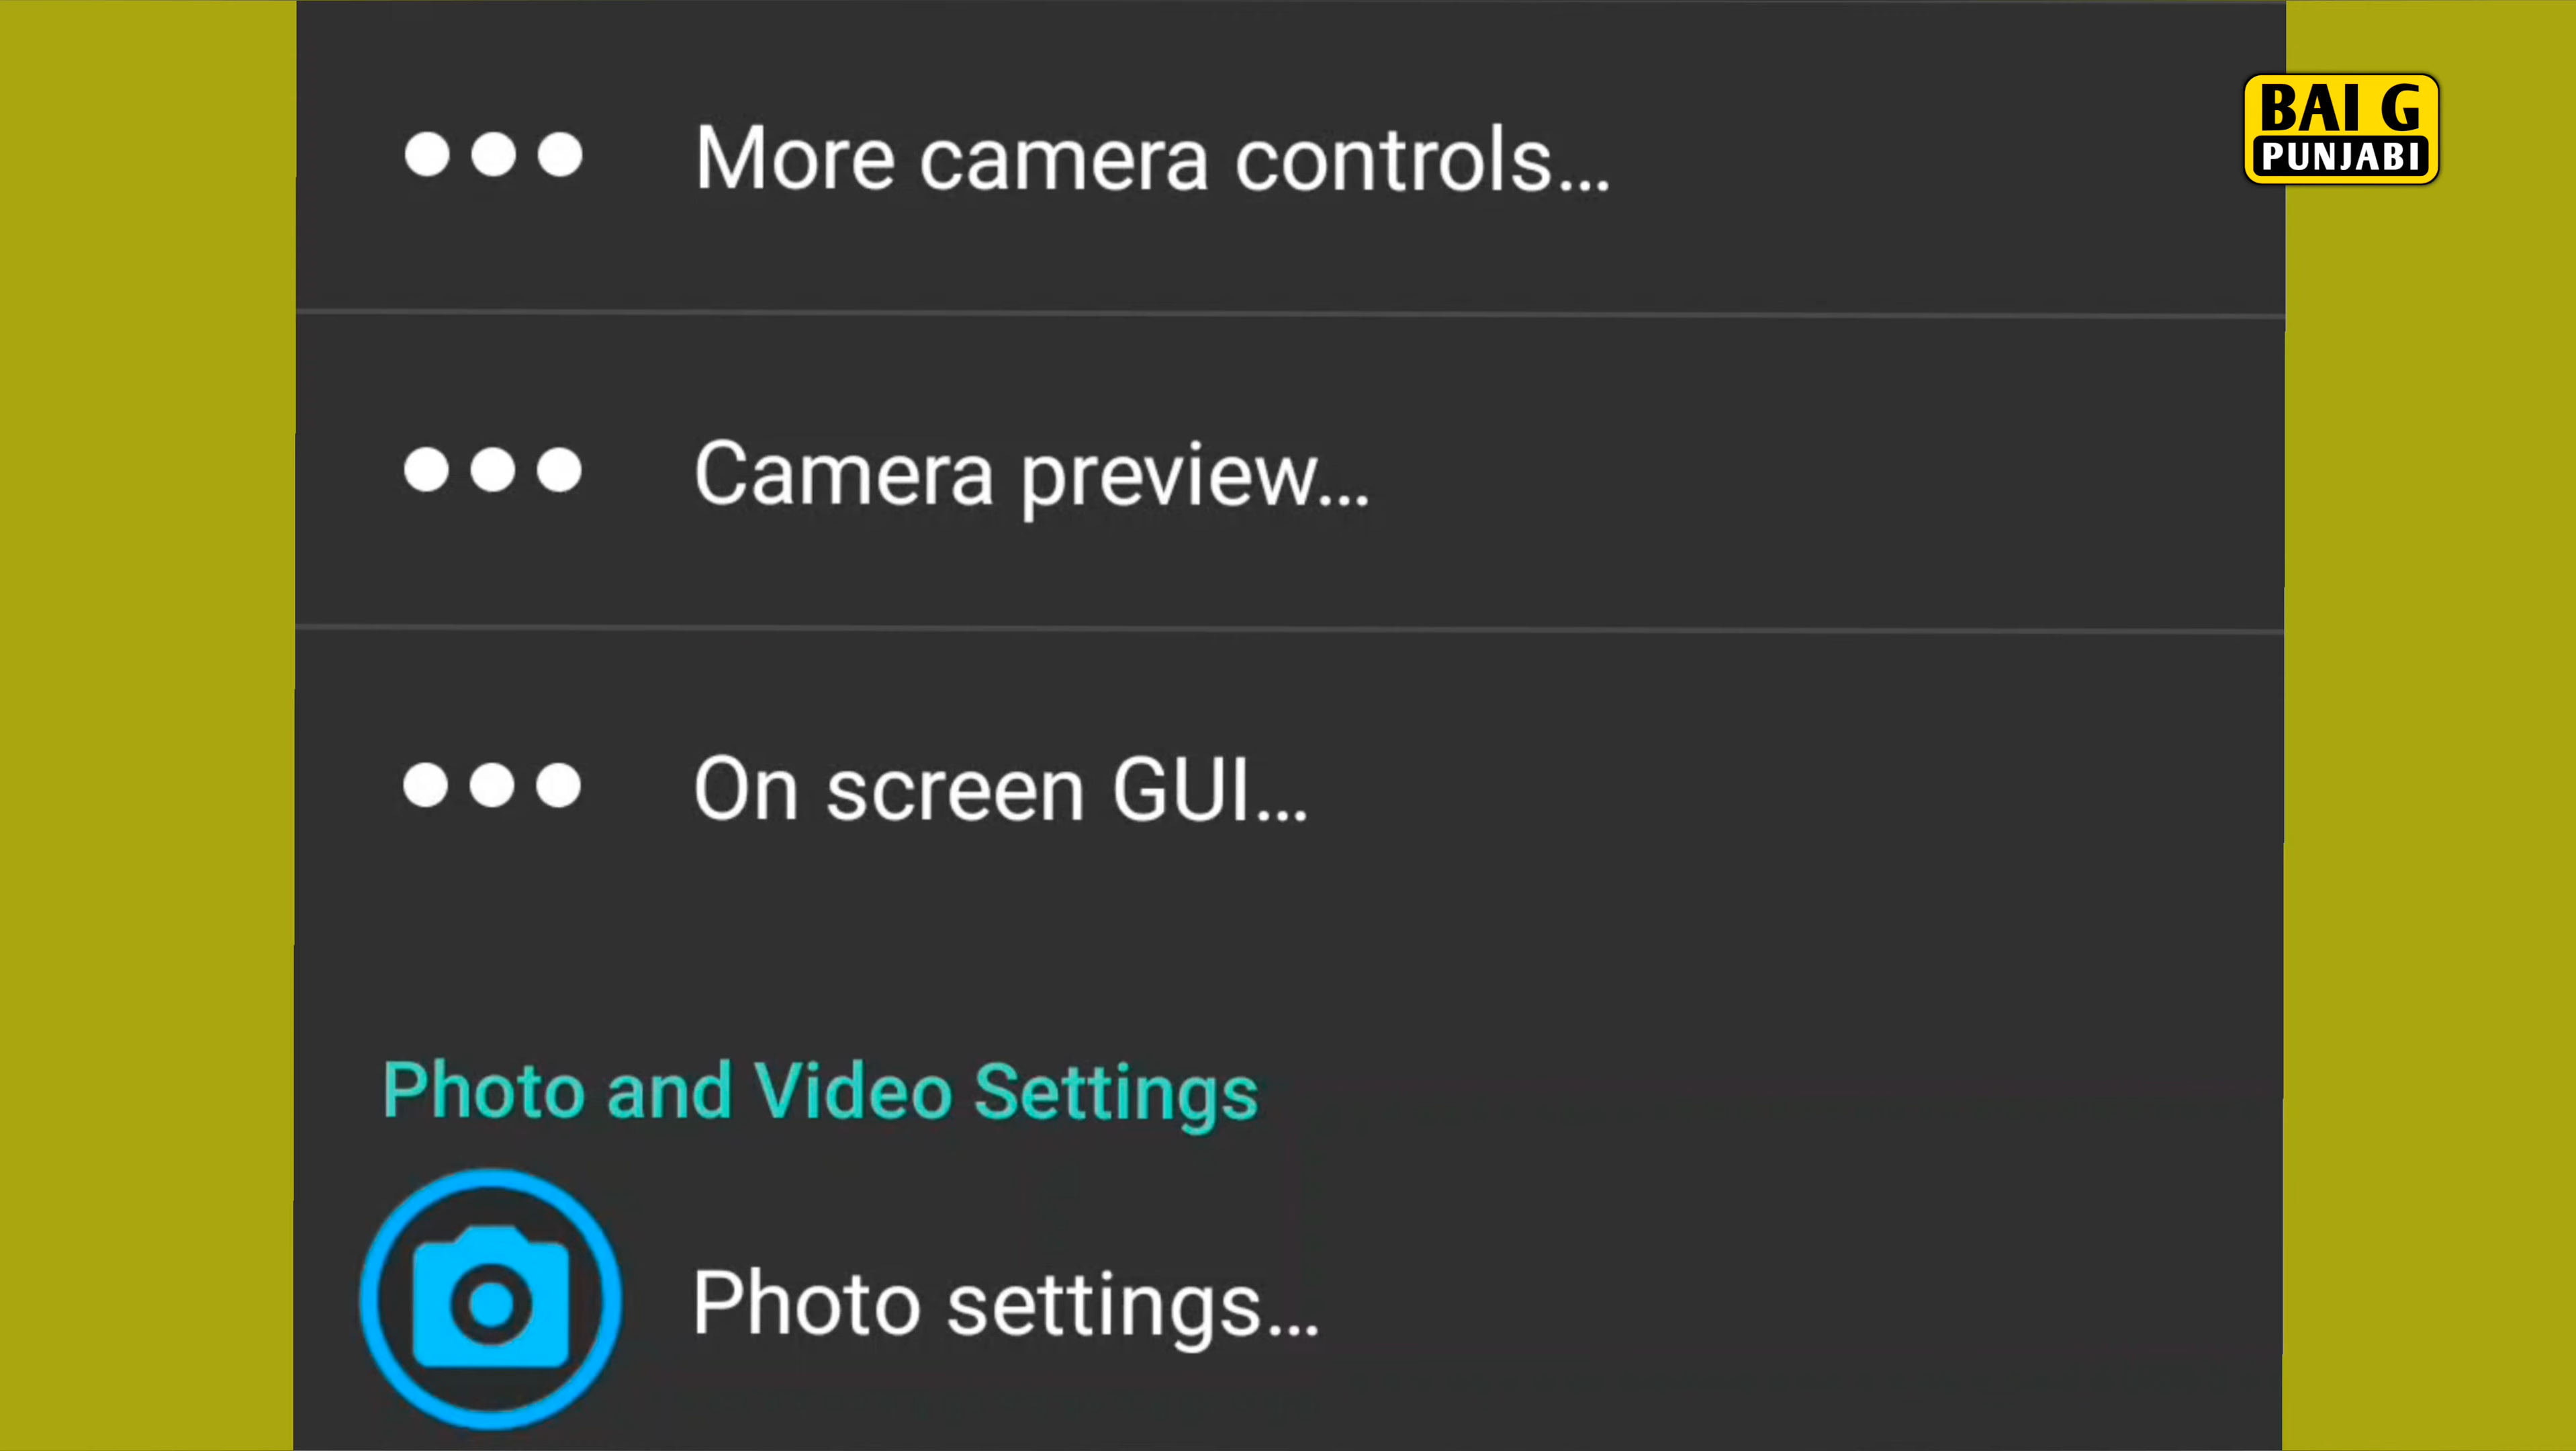 BAI G
PUNJABI
More camera controls...
Camera preview...
On screen GUI...
Photo and Video Settings
Photo settings...